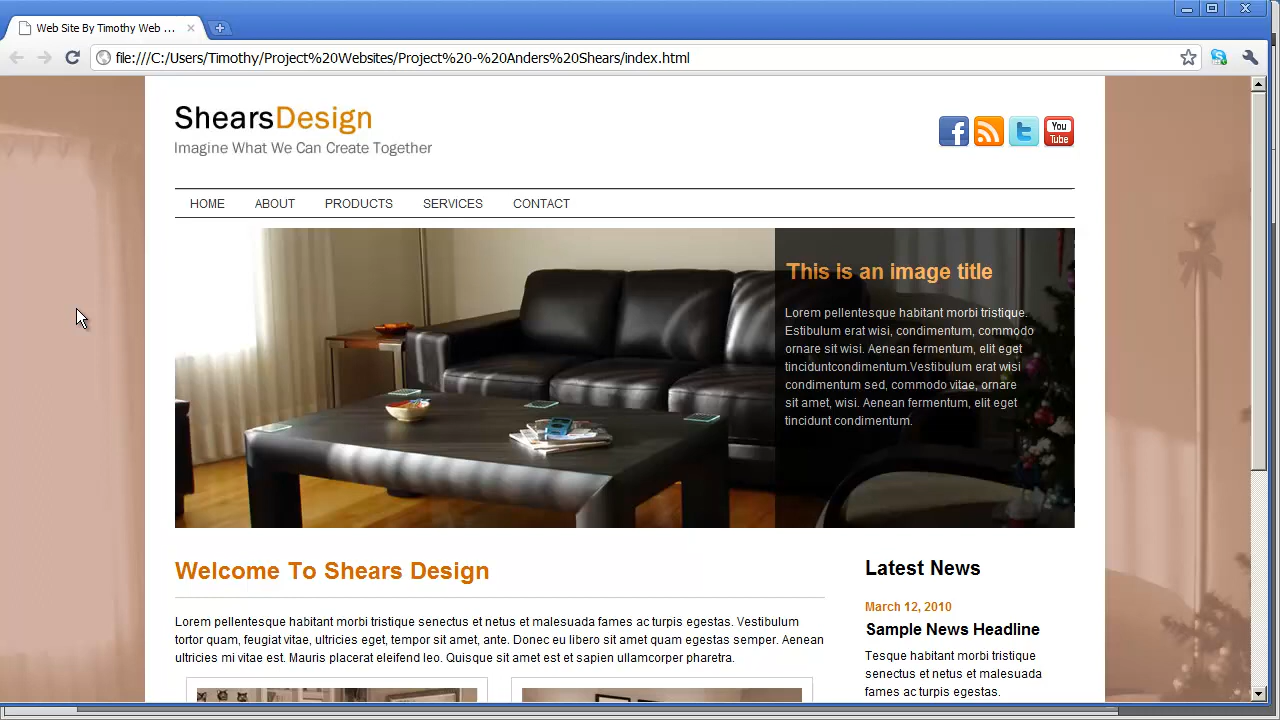 Web Site By Timothy Web ...
file:///C:/Users/Timothy/Project%20Websites/Project%20-%20Anders%20Shears/index.html
ShearsDesign
Imagine What We Can Create Together
You
Tube
HOME ABOUT PRODUCTS SERVICES CONTACT
This is an image title
Lorem pellentesque habitant morbi tristique.
Estibulum erat wisi, condimentum, commodo
ornare sit wisi. Aenean fermentum, elit eget
tinciduntcondimentum.Vestibulum erat wisi
condimentum sed, commodo vitae, ornare
sit amet, wisi. Aenean fermentum, elit eget
tincidunt condimentum.
Welcome To Shears Design
Lorem pellentesque habitant morbi tristique senectus et netus et malesuada fames ac turpis egestas. Vestibulum
tortor quam, feugiat vitae, ultricies eget, tempor sit amet, ante. Donec eu libero sit amet quam egestas semper. Aenean
ultricies mi vitae est. Mauris placerat eleifend leo. Quisque sit amet est et sapien ullamcorper pharetra.
Latest News
March 12, 2010
Sample News Headline
Tesque habitant morbi tristique
senectus et netus et malesuada
fames ac turpis egestas.